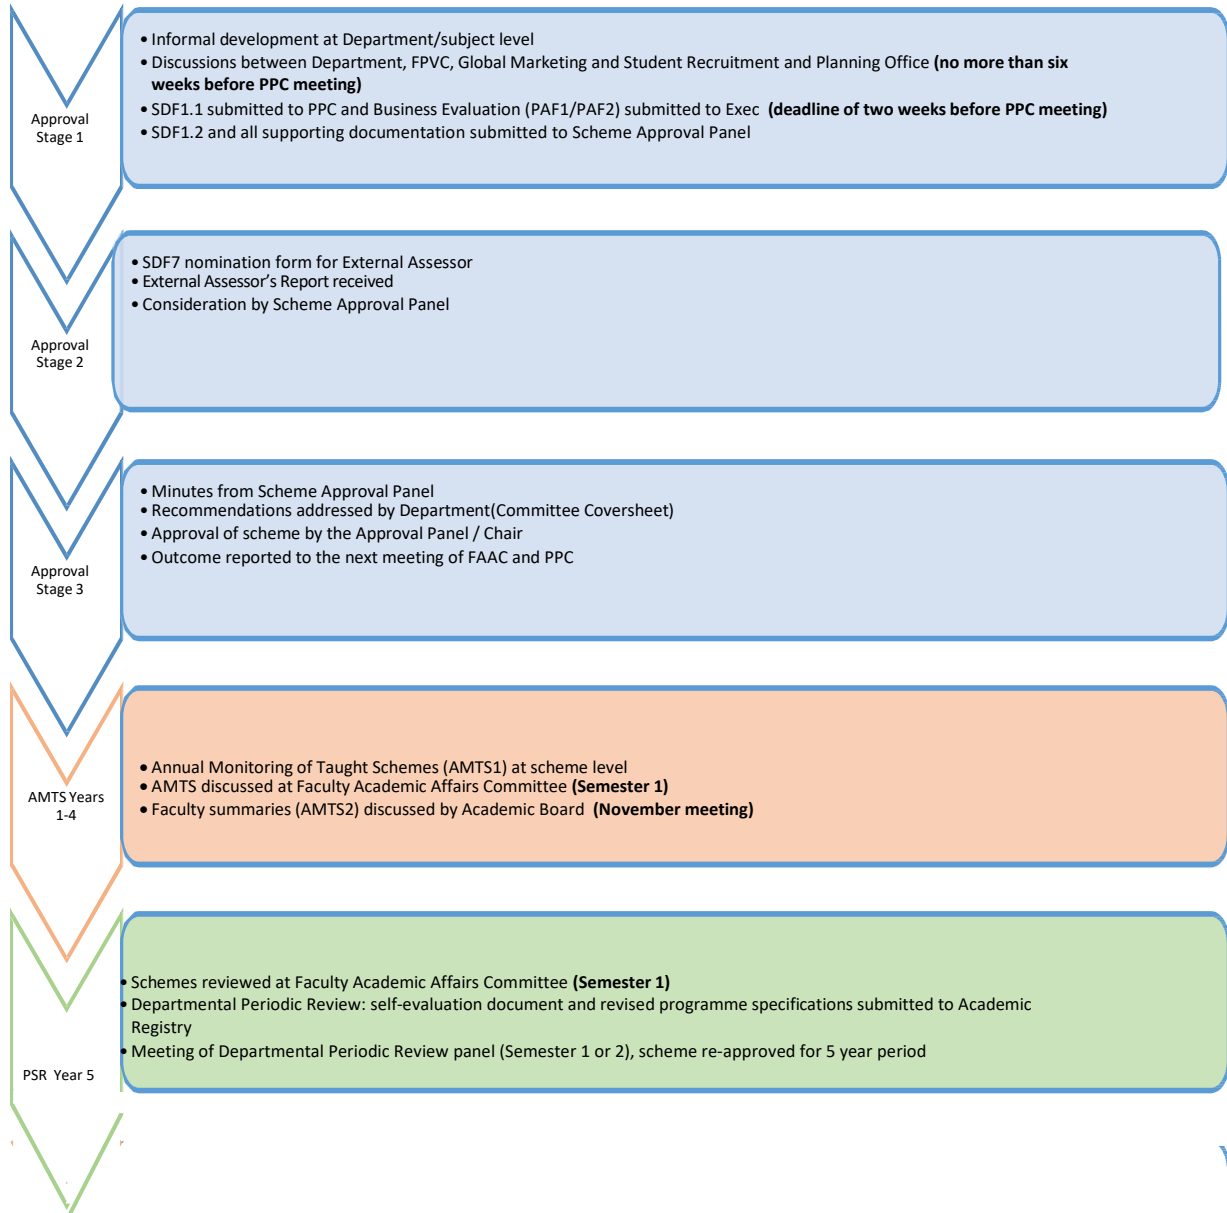 Approval
Stage 1
• Informal development at Department/subject level
• Discussions between Department, FPVC, Global Marketing and Student Recruitment and Planning Office (no more than six
weeks before PPC meeting)
• SDF1.1 submitted to PPC and Business Evaluation (PAF1/PAF2) submitted to Exec (deadline of two weeks before PPC meeting)
• SDF1.2 and all supporting documentation submitted to Scheme Approval Panel
Approval
Stage 2
• SDF7 nomination form for External Assessor
• External Assessor's Report received
• Consideration by Scheme Approval Panel
Approval
Stage 3
• Minutes from Scheme Approval Panel
• Recommendations addressed by Department(Committee Coversheet)
• Approval of scheme by the Approval Panel / Chair
• Outcome reported to the next meeting of FAAC and PPC
AMTS Years
1-4
• Annual Monitoring of Taught Schemes (AMTS1) at scheme level
• AMTS discussed at Faculty Academic Affairs Committee (Semester 1)
• Faculty summaries (AMTS2) discussed by Academic Board (November meeting)
PSR Year 5
• Schemes reviewed at Faculty Academic Affairs Committee (Semester 1)
• Departmental Periodic Review: self-evaluation document and revised programme specifications submitted to Academic
Registry
• Meeting of Departmental Periodic Review panel (Semester 1 or 2), scheme re-approved for 5 year period